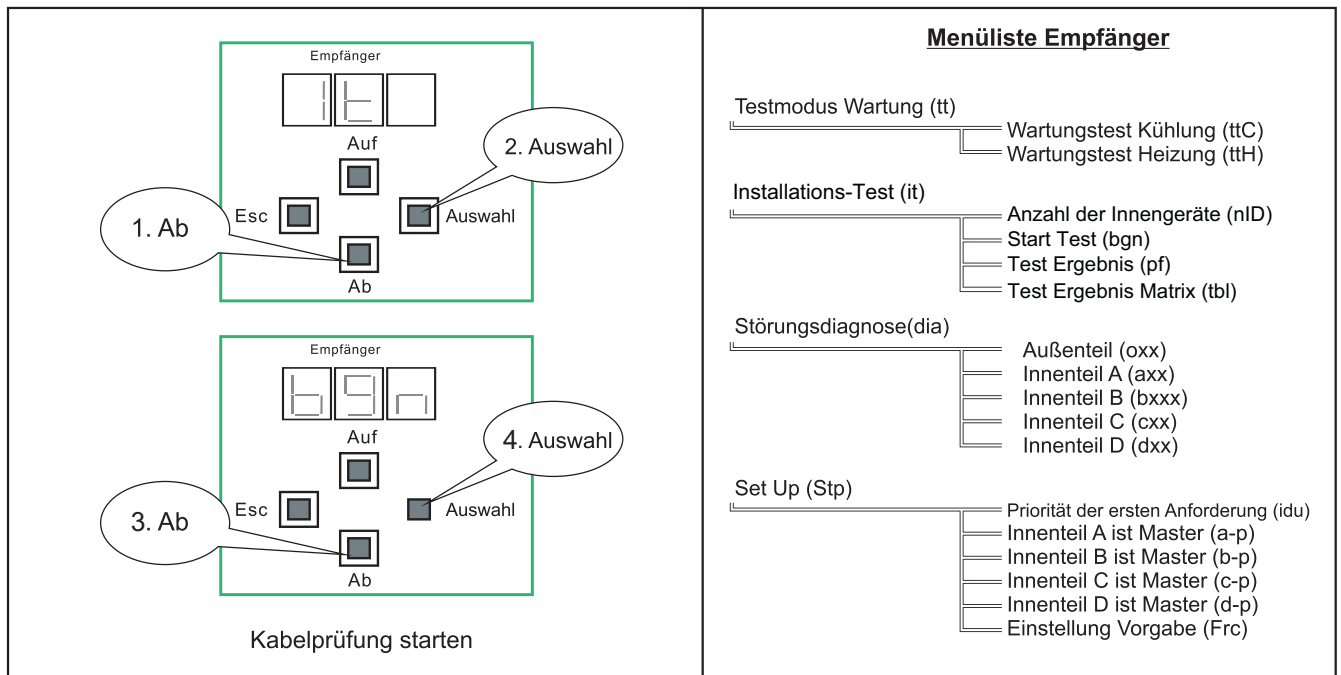 Empfänger
it
Auf
2. Auswahl
1. Ab
Esc
Auswahl
Ab
Empfänger
bgn
Auf
4. Auswahl
3. Ab
Esc
Auswahl
Ab
Kabelprüfung starten
Menüliste Empfänger
Testmodus Wartung (tt)
Wartungstest Kühlung (ttC)
Wartungstest Heizung (ttH)
Installations-Test (it)
Anzahl der Innengeräte (nID)
Start Test (bgn)
Test Ergebnis (pf)
Test Ergebnis Matrix (tbl)
Störungsdiagnose(dia)
Außenteil (oxx)
Innenteil A (axx)
Innenteil B (bxxx)
Innenteil C (cxx)
Innenteil D (dxx)
Set Up (Stp)
Priorität der ersten Anforderung (idu)
Innenteil A ist Master (a-p)
Innenteil B ist Master (b-p)
Innenteil C ist Master (c-p)
Innenteil D ist Master (d-p)
Einstellung Vorgabe (Frc)